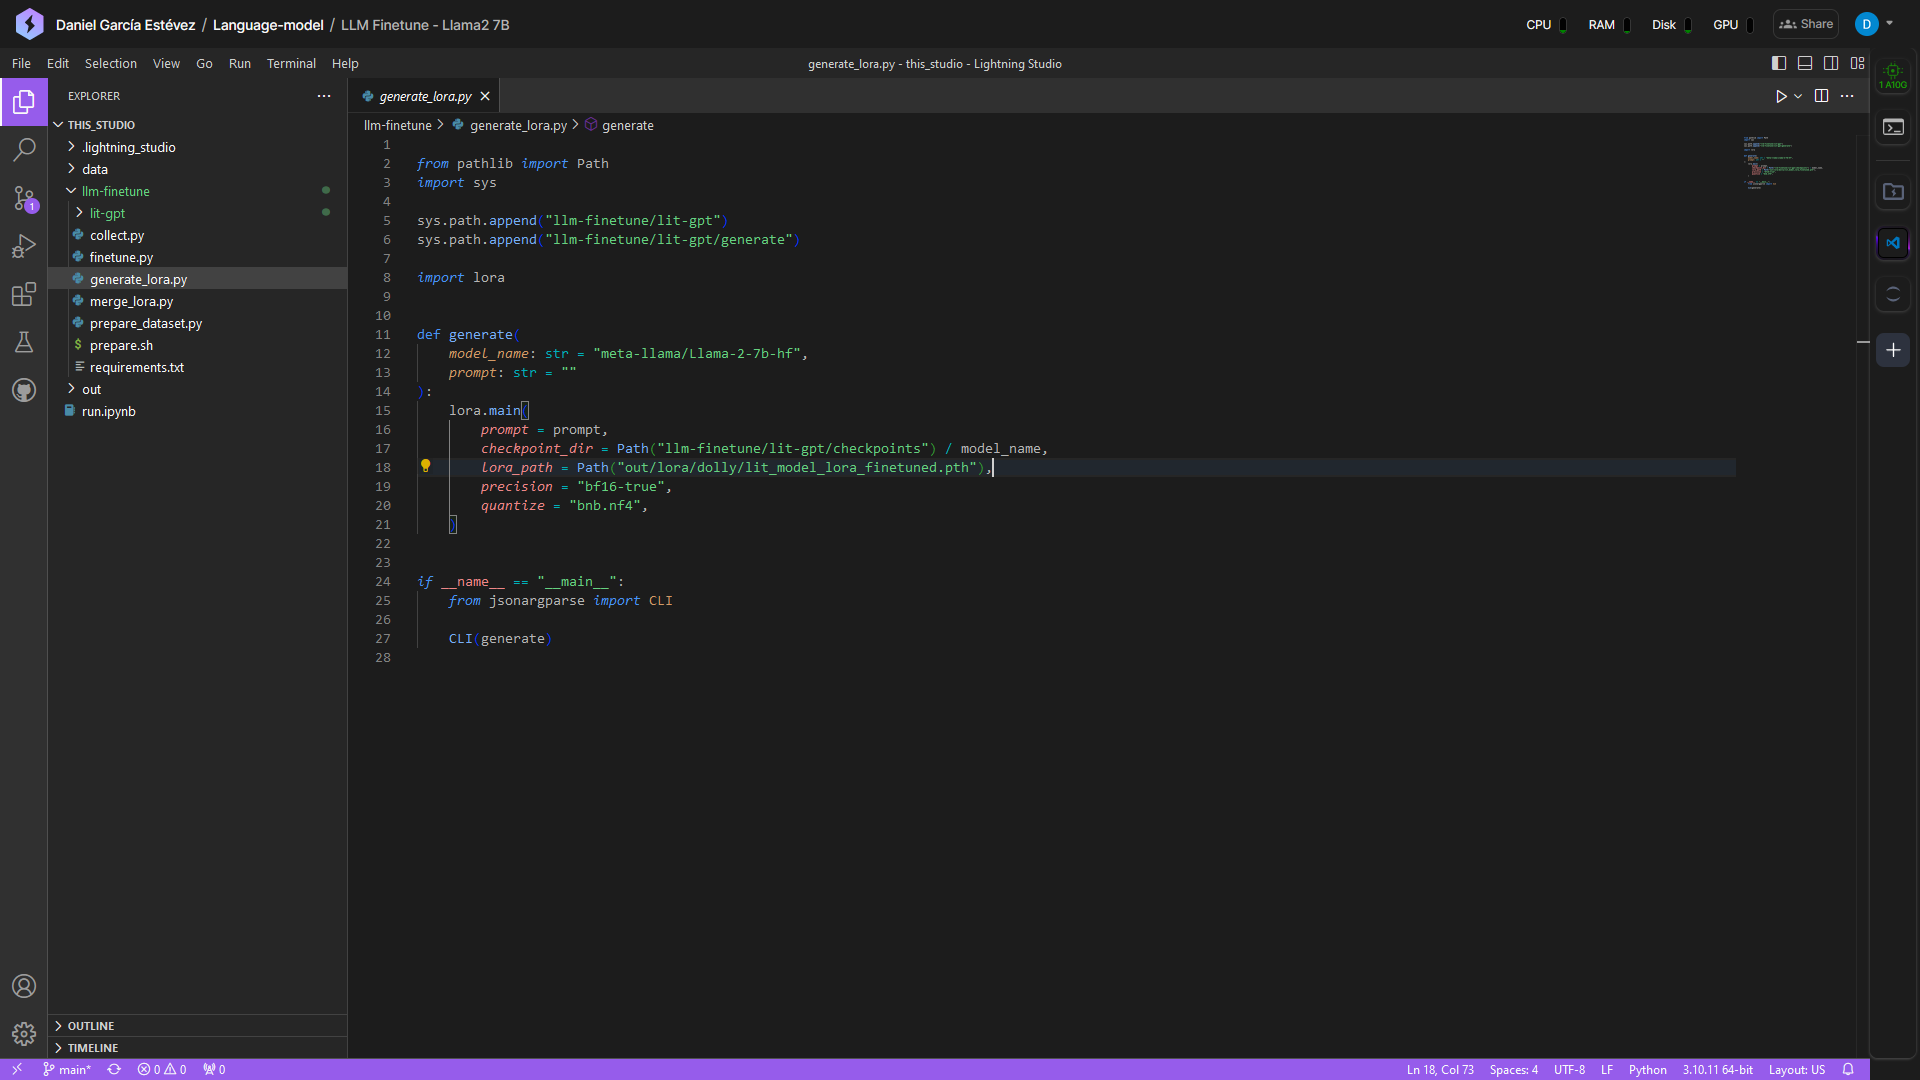 Daniel García Estévez / Language-model / LLM Finetune - Llama2 7B
CPU RAM Disk GPU Share D
File Edit Selection View Go Run Terminal Help
generate_lora.py - this_studio - Lightning Studio
1 A10G
EXPLORER
THIS_STUDIO
.lightning_studio
data
llm-finetune
lit-gpt
collect.py
finetune.py
generate_lora.py
merge_lora.py
prepare_dataset.py
$ prepare.sh
requirements.txt
out
run.ipynb
1
OUTLINE
TIMELINE
generate_lora.py
llm-finetune > generate_lora.py > generate
1
2 from pathlib import Path
3 import sys
4
5 sys.path.append("llm-finetune/lit-gpt")
6 sys.path.append("llm-finetune/lit-gpt/generate")
7
8 import lora
9
10
11 def generate(
12 model_name: str = "meta-llama/Llama-2-7b-hf",
13 prompt: str = ""
14 ):
15 lora.main(
16 prompt = prompt,
17 checkpoint_dir = Path("llm-finetune/lit-gpt/checkpoints") / model_name,
18 lora_path = Path("out/lora/dolly/lit_model_lora_finetuned.pth"),
19 precision = "bf16-true",
20 quantize = "bnb.nf4",
21 )
22
23
24 if __name__ == "__main__":
25 from jsonargparse import CLI
26
27 CLI(generate)
28
main* 0 0 0
Ln 18, Col 73 Spaces: 4 UTF-8 LF Python 3.10.11 64-bit Layout: US